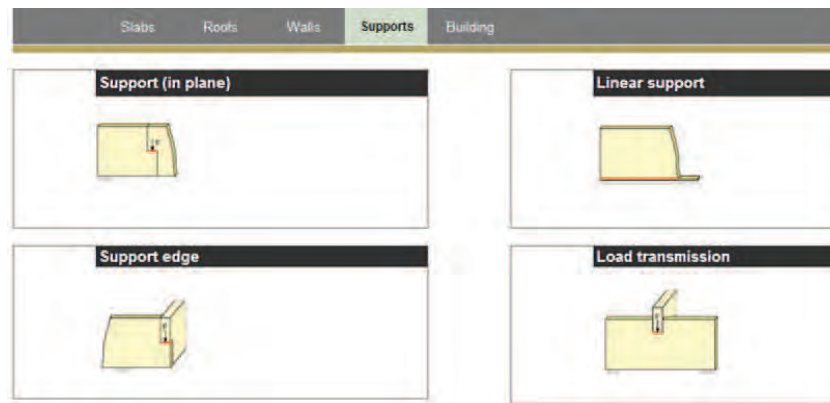 Slabs Roofs Walls Supports Building
Support (in plane)
Linear support
Support edge
Load transmission